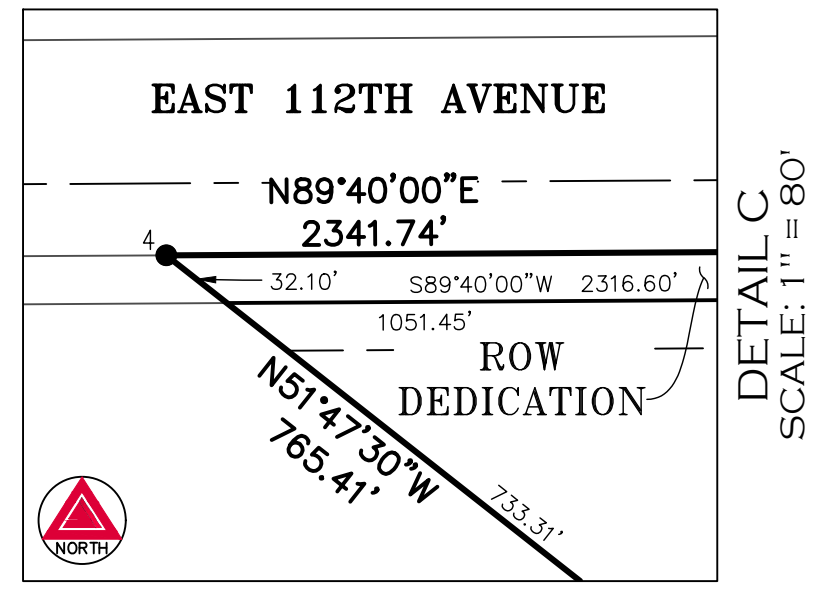 EAST 112TH AVENUE
N89°40'00"E
2341.74'
4
32.10'
S89°40'00"W 2316.60'
1051.45'
ROW
DEDICATION
N51°47'30"W
765.41'
733.31'
NORTH
DETAIL C
SCALE: 1" = 80'